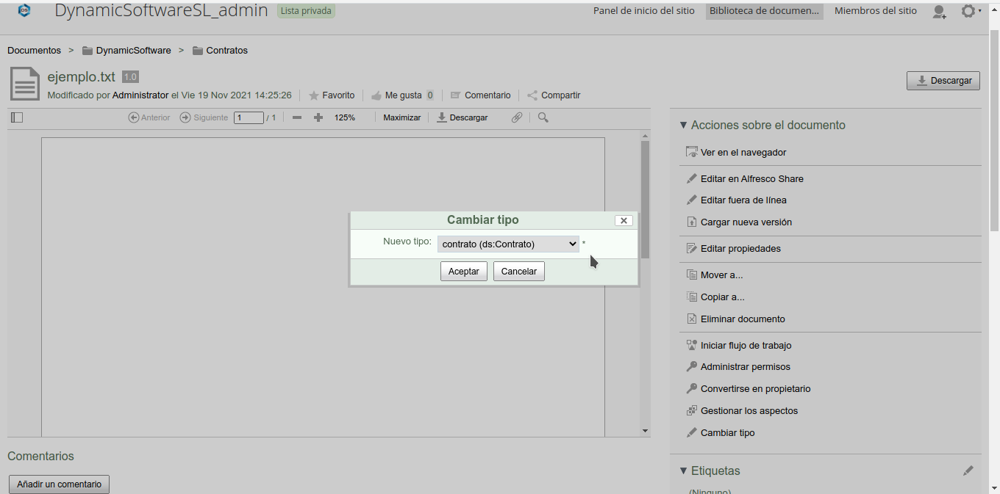 DS DynamicSoftwareSL_admin Lista privada Panel de inicio del sitio Biblioteca de documen... Miembros del sitio
Documentos > DynamicSoftware > Contratos
ejemplo.txt 1.0
Modificado por Administrator el Vie 19 Nov 2021 14:25:26 Favorito Me gusta 0 Comentario Compartir
Descargar
Anterior Siguiente 1 / 1 125% Maximizar Descargar
Cambiar tipo
Nuevo tipo: contrato (ds:Contrato) *
Aceptar Cancelar
Comentarios
Añadir un comentario
Acciones sobre el documento
Ver en el navegador
Editar en Alfresco Share
Editar fuera de línea
Cargar nueva versión
Editar propiedades
Mover a...
Copiar a...
Eliminar documento
Iniciar flujo de trabajo
Administrar permisos
Convertirse en propietario
Gestionar los aspectos
Cambiar tipo
Etiquetas
(Ninguno)